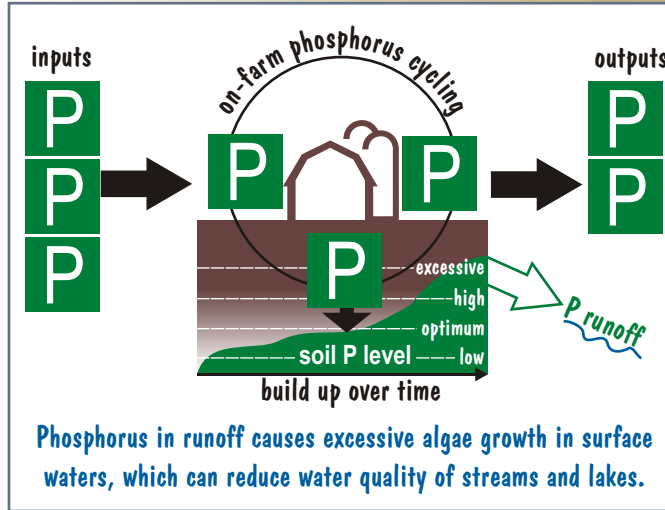 inputs
on-farm phosphorus cycling
outputs
P
P
P
P
P
P
P
P
excessive
high
optimum
soil P level
low
P runoff
build up over time
Phosphorus in runoff causes excessive algae growth in surface
waters, which can reduce water quality of streams and lakes.